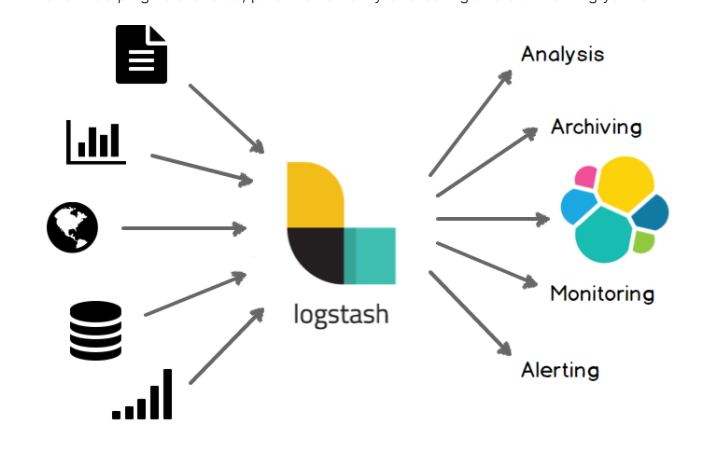 Analysis
Archiving
logstash
Monitoring
Alerting